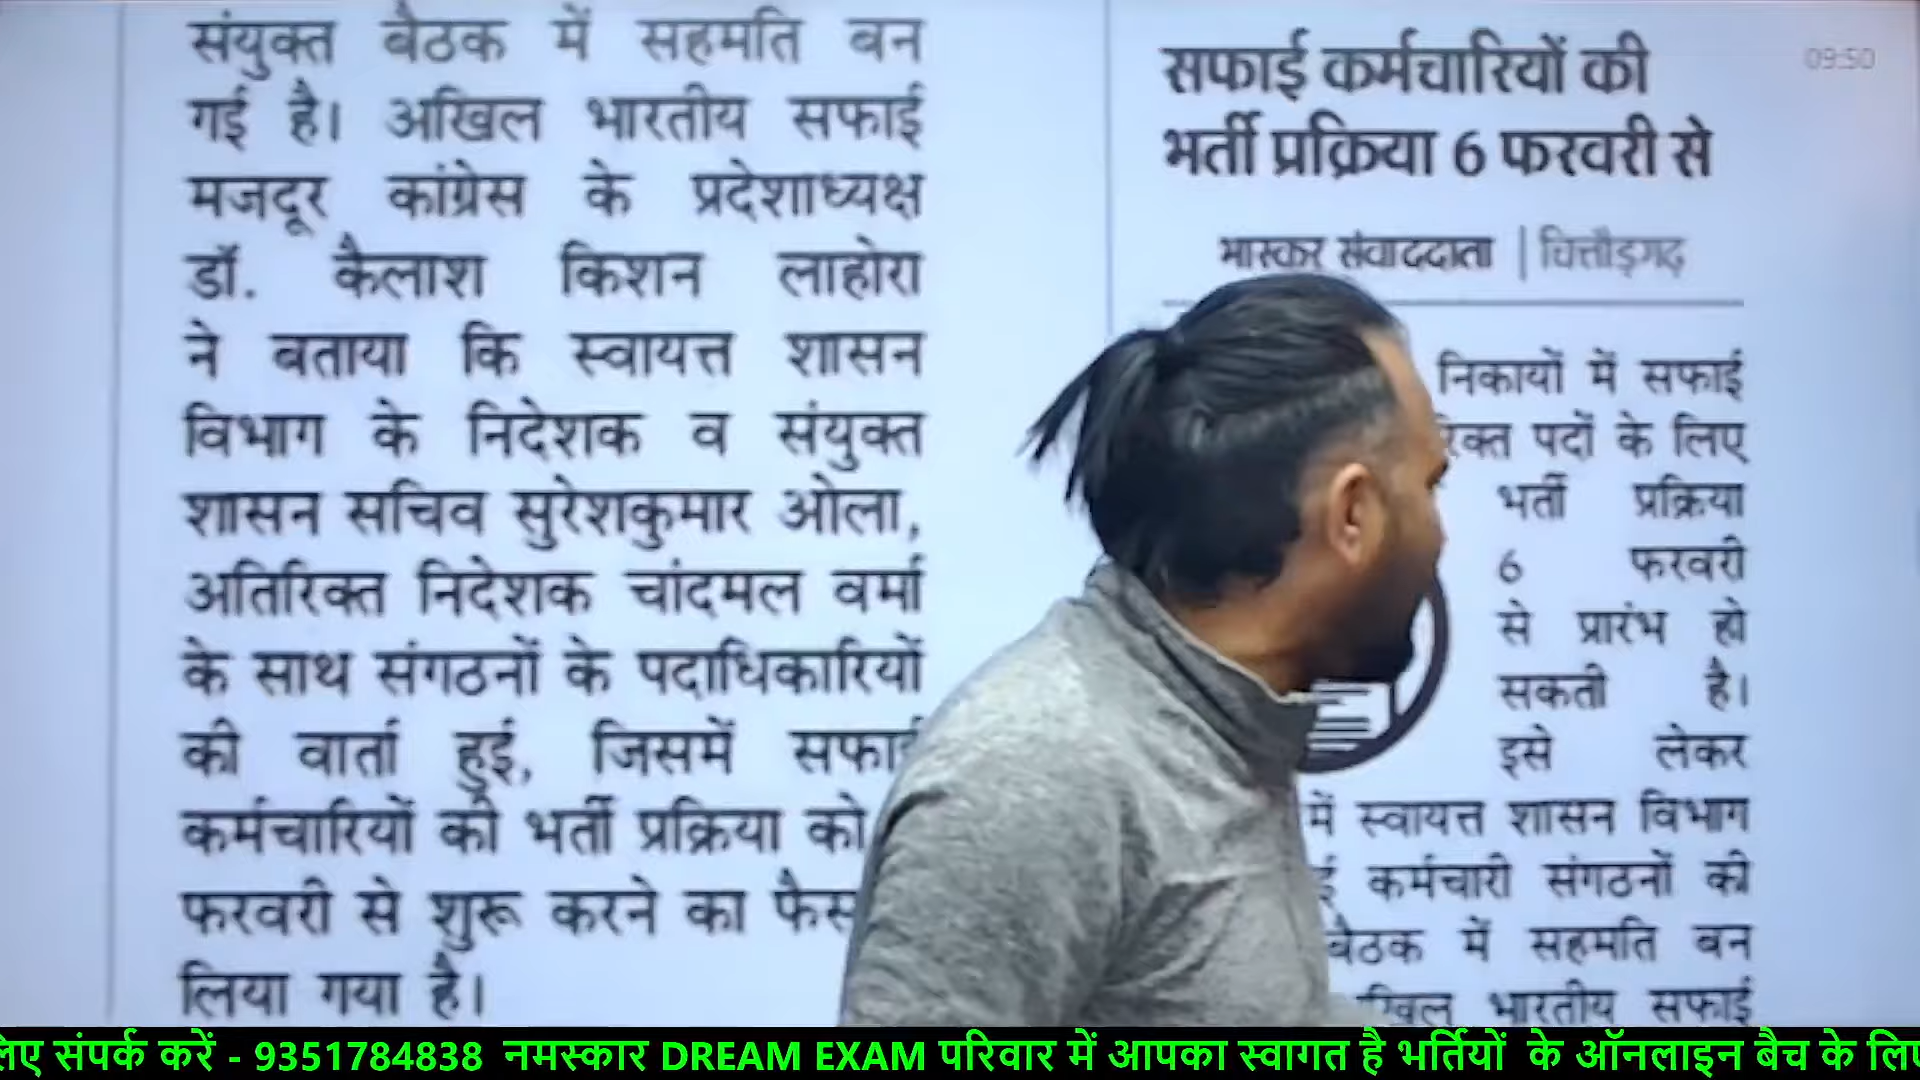 संयुक्त बैठक में सहमति बन
गई है। अखिल भारतीय सफाई
मजदूर कांग्रेस के प्रदेशाध्यक्ष
डॉ. कैलाश किशन लाहोरा
ने बताया कि स्वायत्त शासन
विभाग के निदेशक व संयुक्त
शासन सचिव सुरेशकुमार ओला,
अतिरिक्त निदेशक चांदमल वर्मा
के साथ संगठनों के पदाधिकारियों
की वार्ता हुई, जिसमें
कर्मचारियों की भर्ती प्रक्रिया को
फरवरी से शुरू करने का
लिया गया है।
सफाई कर्मचारियों की
भर्ती प्रक्रिया 6 फरवरी से
भास्कर संवाददाता | चित्तौड़गढ़
निकायों में सफाई
पदों के लिए
भर्ती प्रक्रिया
6 फरवरी
से प्रारंभ हो
सकती है।
इसे लेकर
में स्वायत्त शासन विभाग
कर्मचारी संगठनों की
बैठक में सहमति बन
भारतीय सफाई
09:50
संपर्क करें - 9351784838 नमस्कार DREAM EXAM परिवार में आपका स्वागत है भर्तियों के ऑनलाइन बैच के